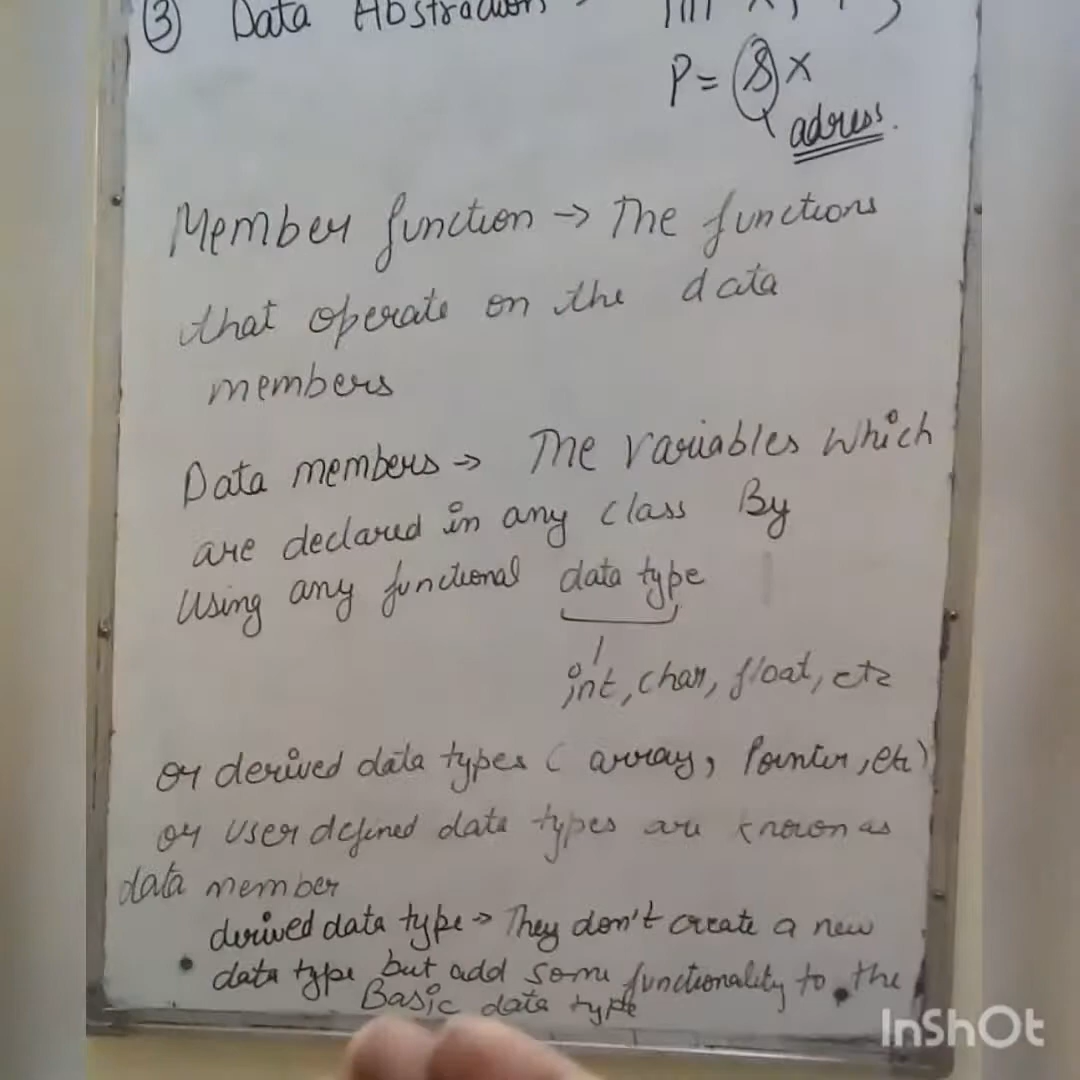 ③ Data Abstraction
P = & x
adress.
Member function → The functions
that operate on the data
members
Data members → The variables which
are declared in any class By
using any functional data type
int, char, float, etc
or derived data types ( array, Pointer, etc)
or user defined data types are known as
data member
derived data type → They don't create a new
data type but add some functionality to the
Basic data type
InShOt